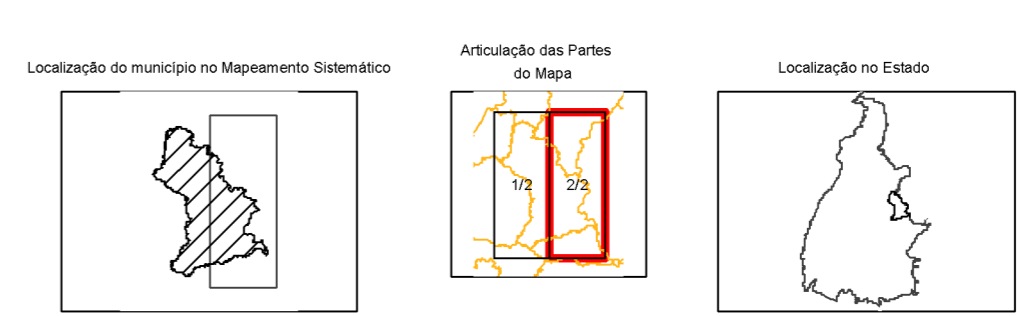 Localização do município no Mapeamento Sistemático
Articulação das Partes
do Mapa
Localização no Estado
1/2
2/2